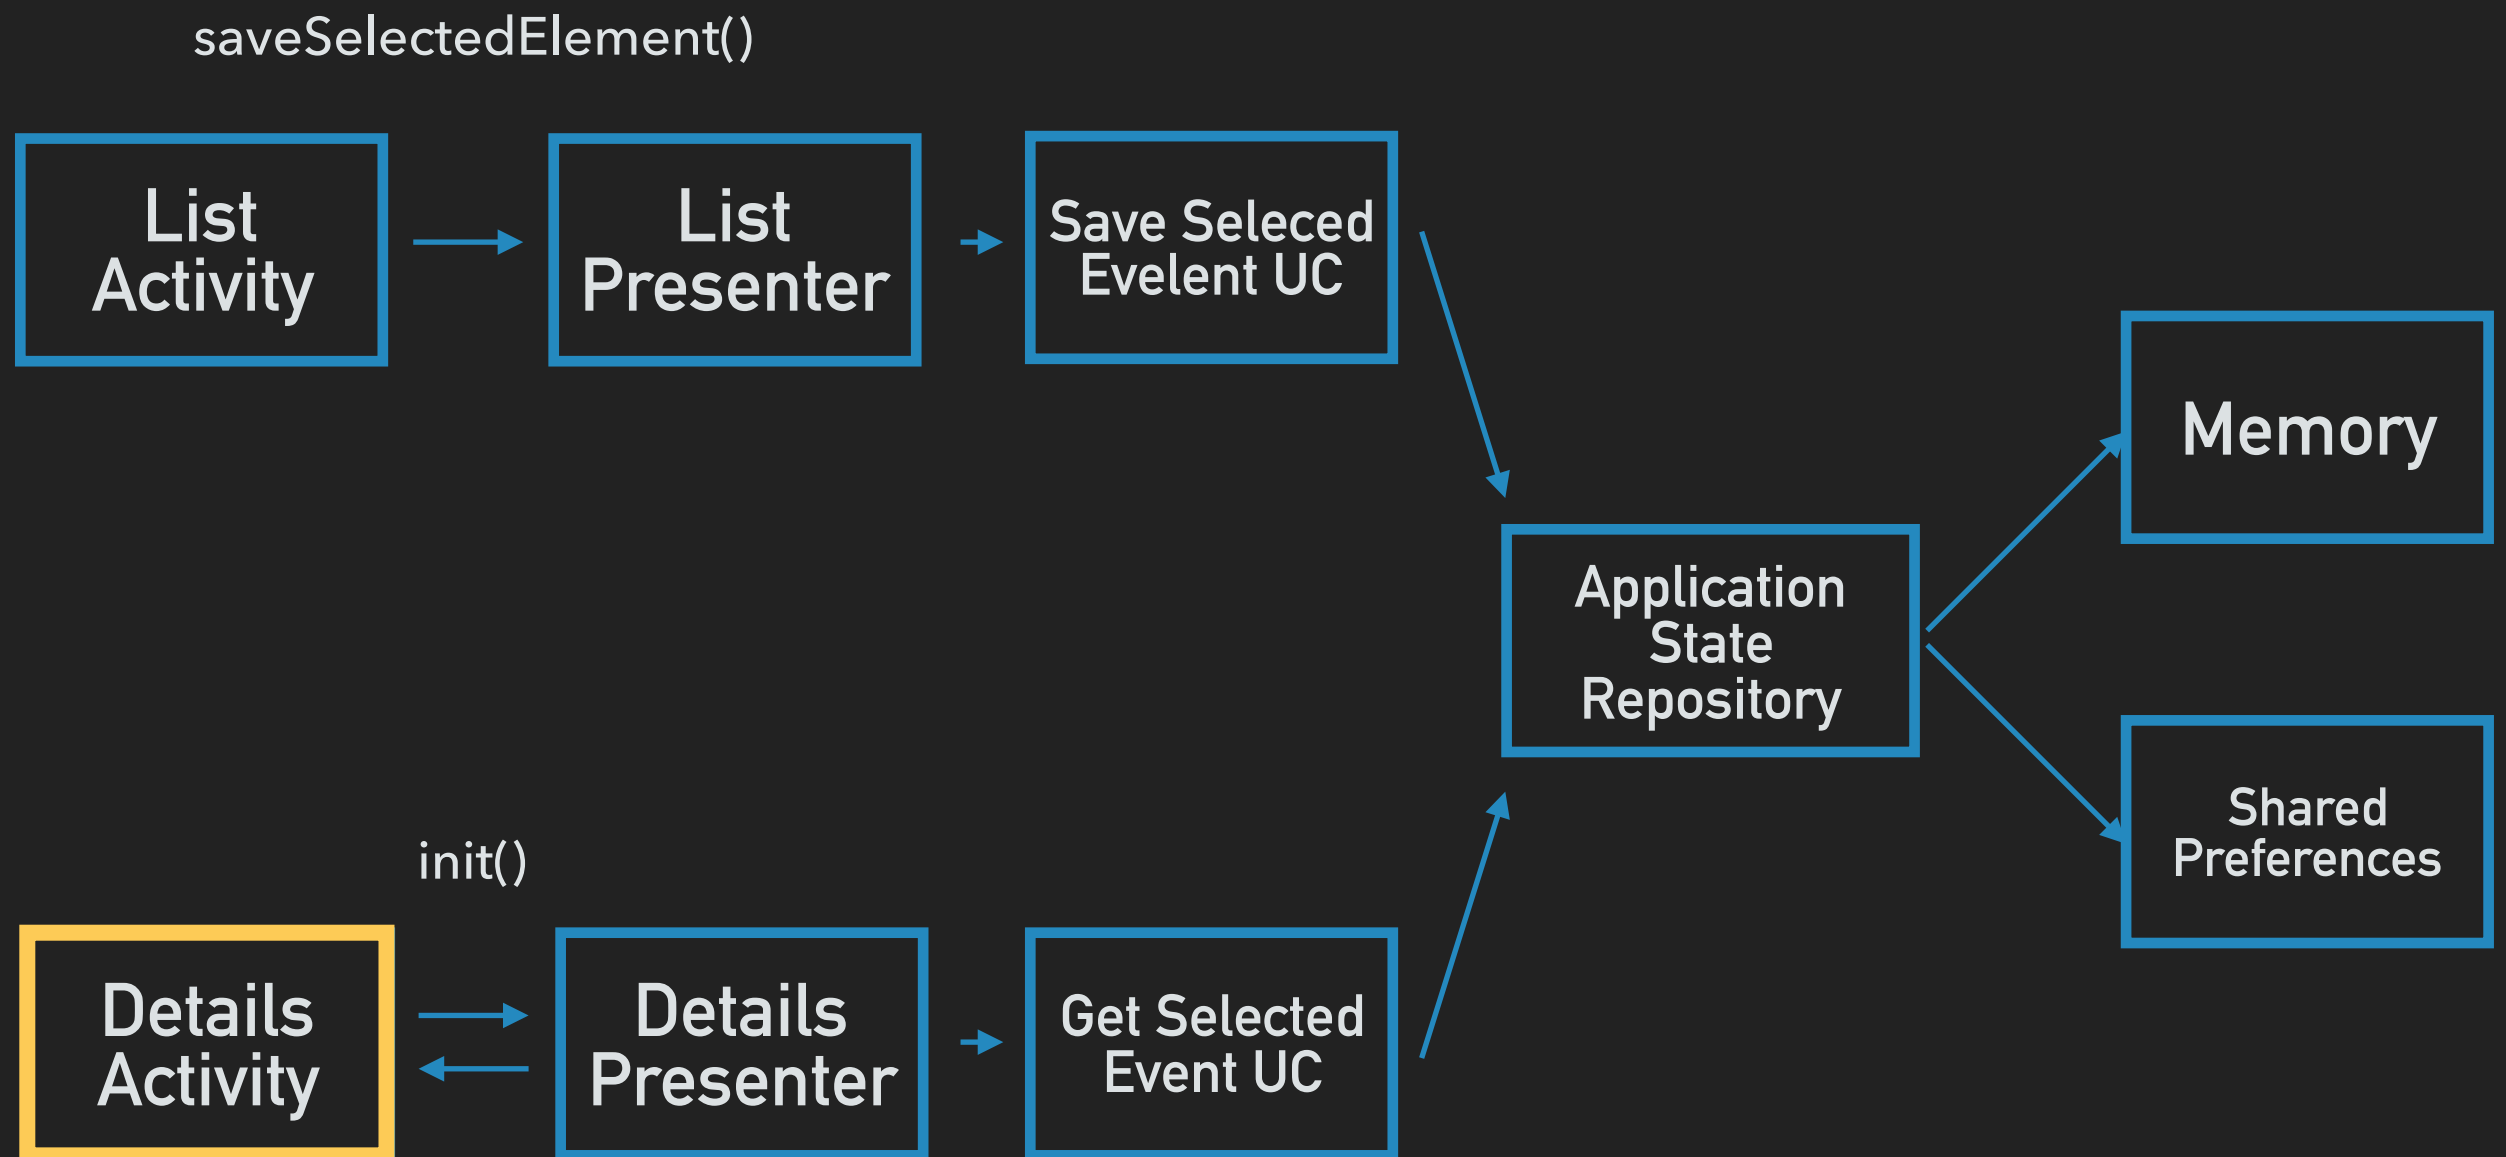 saveSelectedElement()
List
Activity
List
Presenter
Save Seleced
Evelent UC
Memory
Application
State
Repository
Shared
Preferences
init()
Details
Activity
Details
Presenter
Get Selected
Event UC